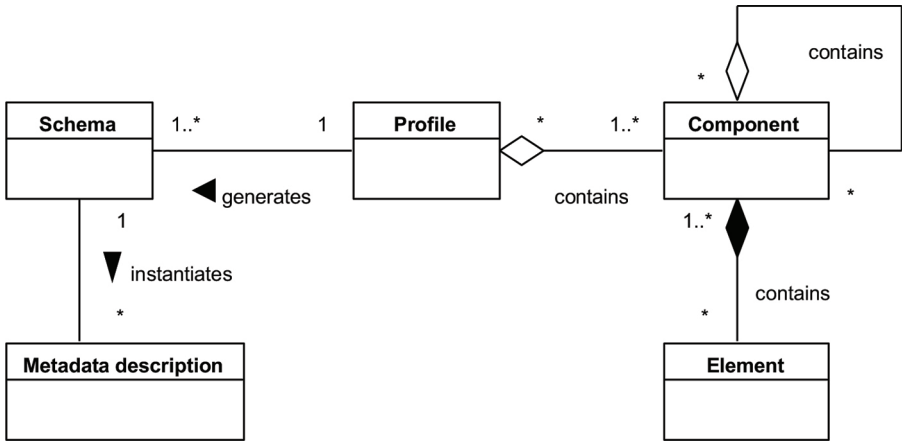 contains
*
Schema
1..*
1
Profile
*
1..*
Component
generates
contains
*
1
1..*
instantiates
contains
*
*
Metadata description
Element